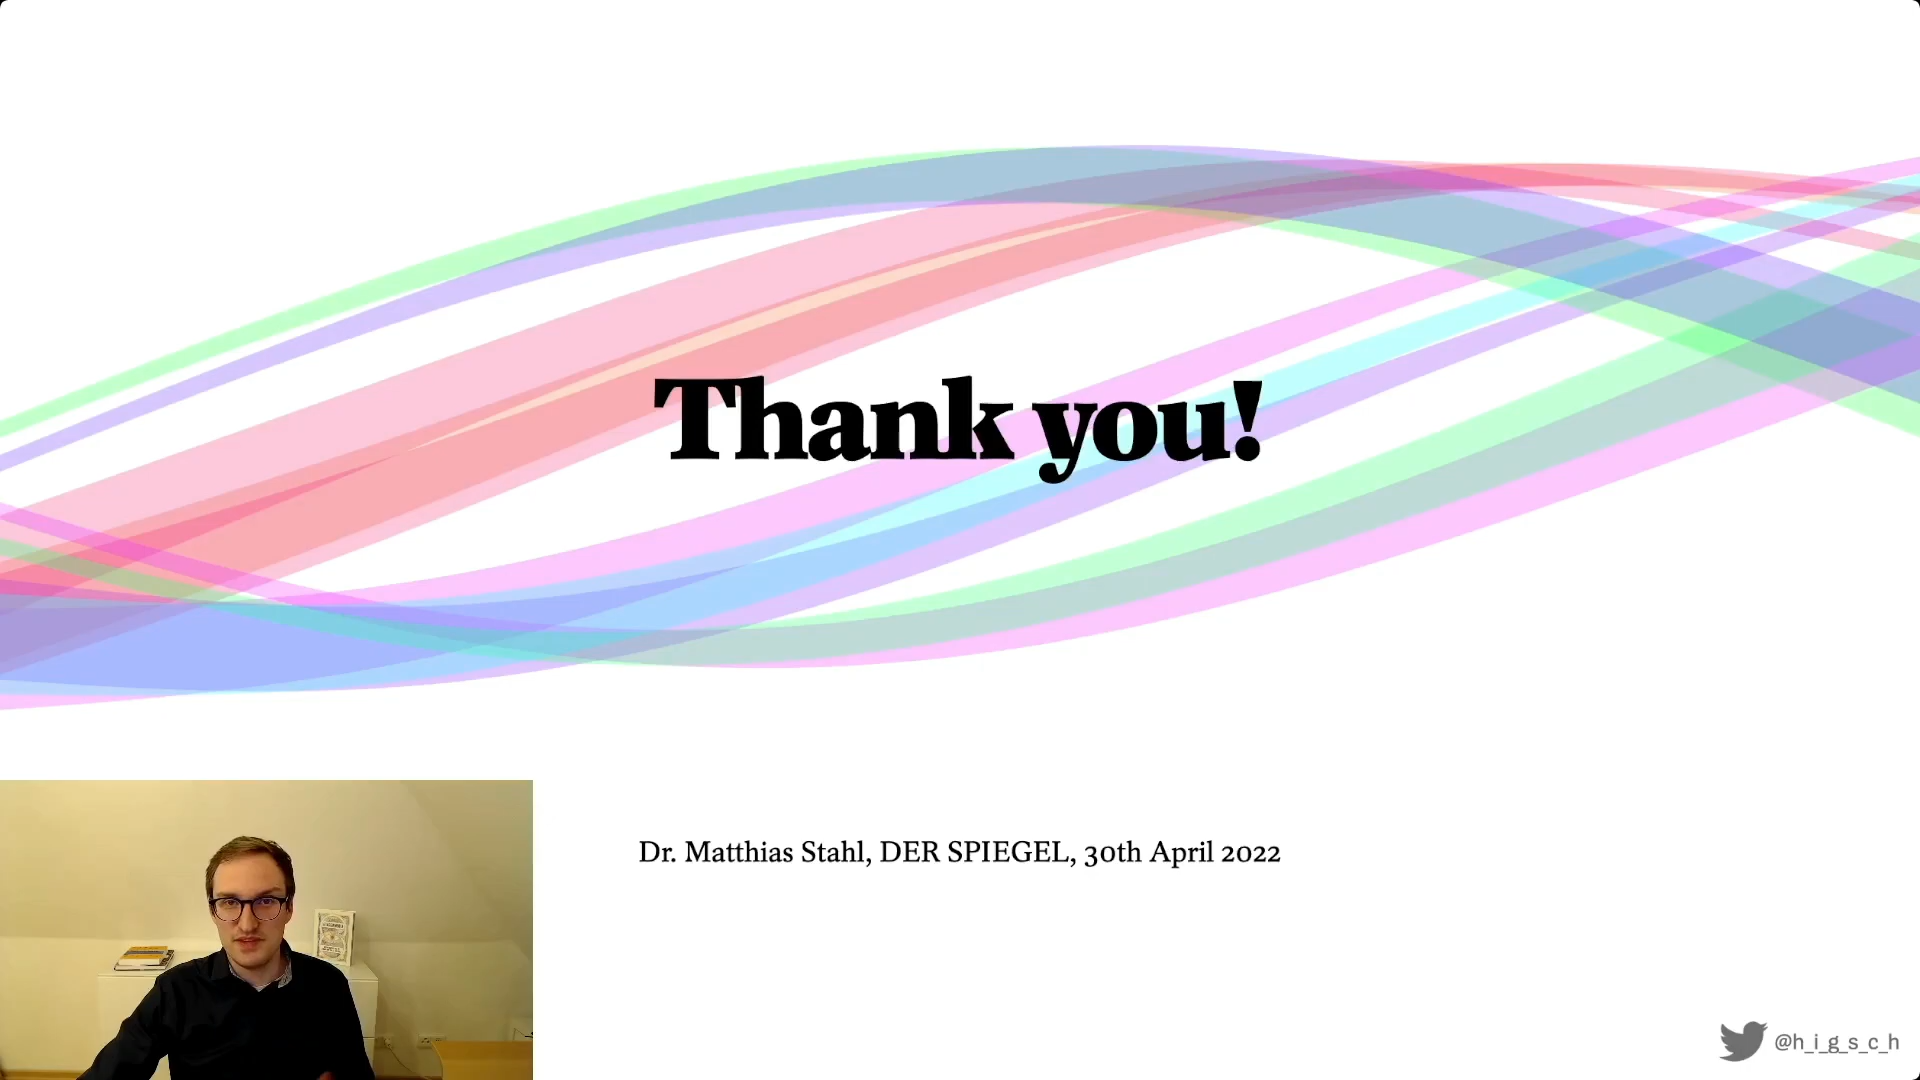 Thank you!
Dr. Matthias Stahl, DER SPIEGEL, 30th April 2022
@h_i_g_s_c_h